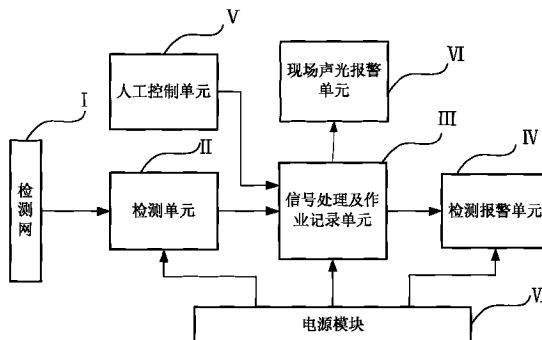 V
人工控制单元
现场声光报警
单元
VI
I
检测网
II
检测单元
III
信号处理及作
业记录单元
IV
检测报警单元
电源模块